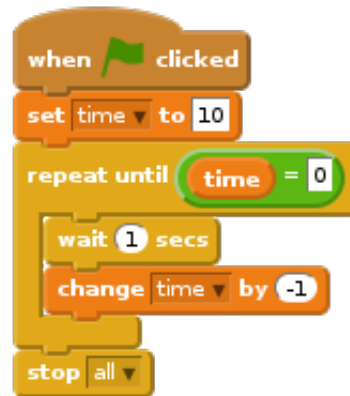 when clicked
set time to 10
repeat until time = 0
wait 1 secs
change time by -1
stop all